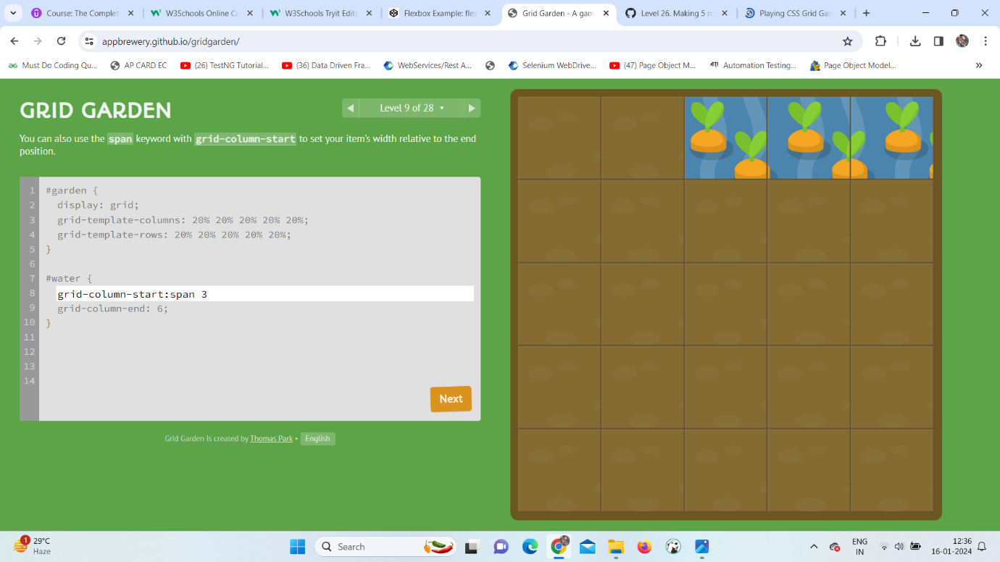 Course: The Complet
W3Schools Online Co
W3Schools Tryit Edito
Flexbox Example: flex
Grid Garden - A gam
Level 26. Making 5 ro
Playing CSS Grid Gar
appbrewery.github.io/gridgarden/
Must Do Coding Qu...
AP CARD EC
(26) TestNG Tutorial...
(36) Data Driven Fra...
WebServices/Rest A...
Selenium WebDrive...
(47) Page Object M...
Automation Testing...
Page Object Model...
»
GRID GARDEN
Level 9 of 28
You can also use the span keyword with grid-column-start to set your item's width relative to the end
position.
1 #garden {
2 display: grid;
3 grid-template-columns: 20% 20% 20% 20% 20%;
4 grid-template-rows: 20% 20% 20% 20% 20%;
5 }
6
7 #water {
8 grid-column-start:span 3
9 grid-column-end: 6;
10 }
11
12
13
14
Next
Grid Garden is created by Thomas Park • English
1
29°C
Haze
Search
ENG
IN
12:36
16-01-2024